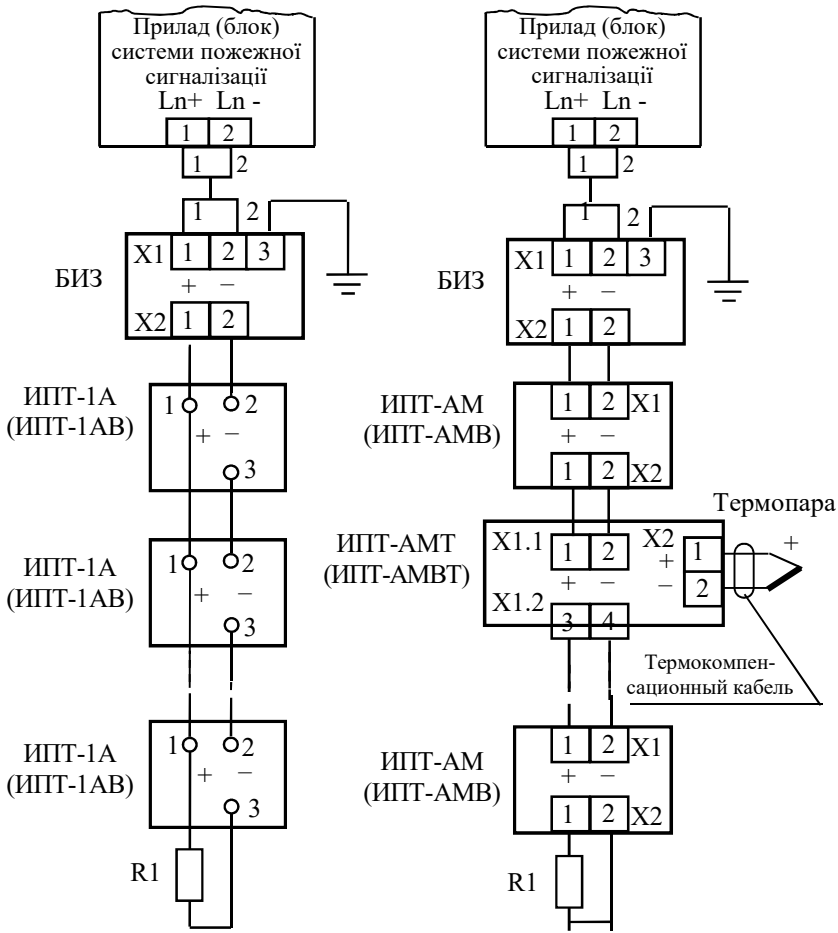 Прилад (блок)
системи пожежної
сигналізації
Ln+ Ln -
1 2
1 2
1 2
X1 1 2 3
БИЗ
+ −
X2 1 2
ИПТ-1А
(ИПТ-1АВ)
1 2
+ −
3
ИПТ-1А
(ИПТ-1АВ)
1 2
+ −
3
ИПТ-1А
(ИПТ-1АВ)
1 2
+ −
3
R1
Прилад (блок)
системи пожежної
сигналізації
Ln+ Ln -
1 2
1 2
1 2
X1 1 2 3
БИЗ
+ −
X2 1 2
ИПТ-АМ
(ИПТ-АМВ)
1 2 X1
+ −
1 2 X2
Термопара
ИПТ-АМТ
(ИПТ-АМВТ)
X1.1 1 2 X2 1 +
+ − +
− 2
X1.2
3 4
Термокомпен-
сационный кабель
ИПТ-АМ
(ИПТ-АМВ)
1 2 X1
+ −
1 2 X2
R1